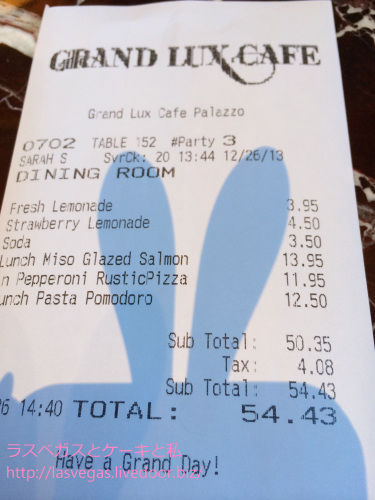 GRAND LUX CAFE
Grand Lux Cafe Palazzo
0702 TABLE 152 #Party 3
SARAH S SvrCk: 20 13:44 12/26/13
DINING ROOM
Fresh Lemonade 3.95
Strawberry Lemonade 4.50
Soda 3.50
Lunch Miso Glazed Salmon 13.95
n Pepperoni RusticPizza 11.95
unch Pasta Pomodoro 12.50
Sub Total: 50.35
Tax: 4.08
Sub Total: 54.43
26 14:40 TOTAL: 54.43
ラスベガスとケーキと私
Have a Grand Day!
http://lasvegas.livedoor.biz/